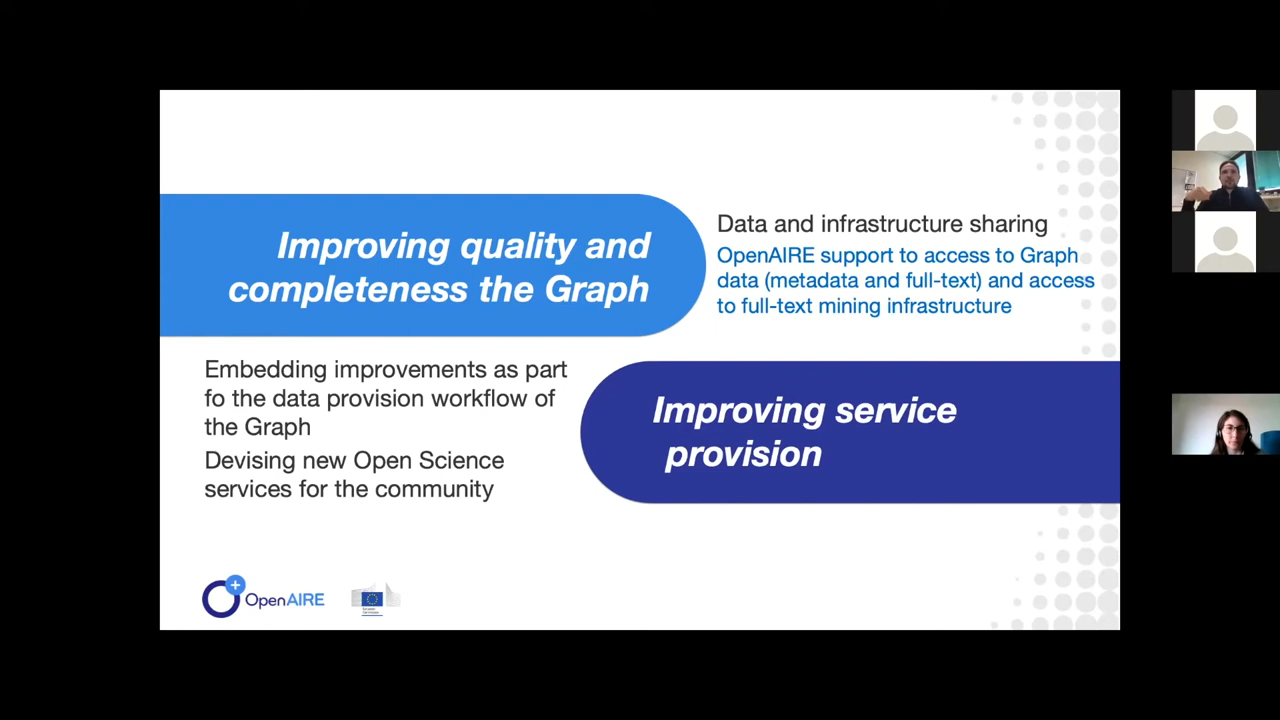 Improving quality and
completeness the Graph
Data and infrastructure sharing
OpenAIRE support to access to Graph
data (metadata and full-text) and access
to full-text mining infrastructure
Embedding improvements as part
fo the data provision workflow of
the Graph
Devising new Open Science
services for the community
Improving service
provision
OpenAIRE